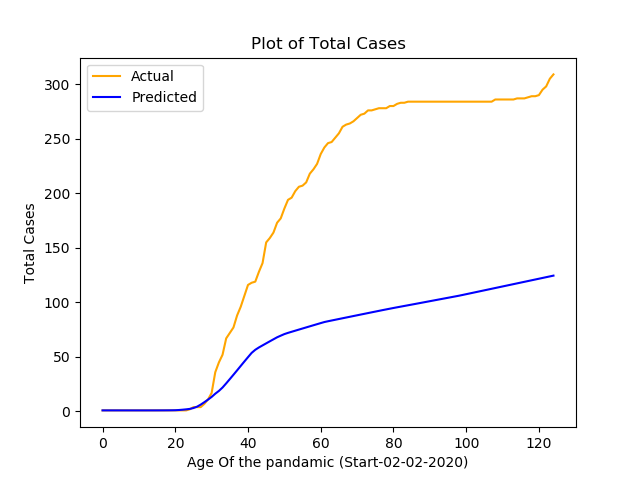 Plot of Total Cases
Actual
Predicted
300
250
200
150
100
50
0
Total Cases
0 20 40 60 80 100 120
Age Of the pandamic (Start-02-02-2020)